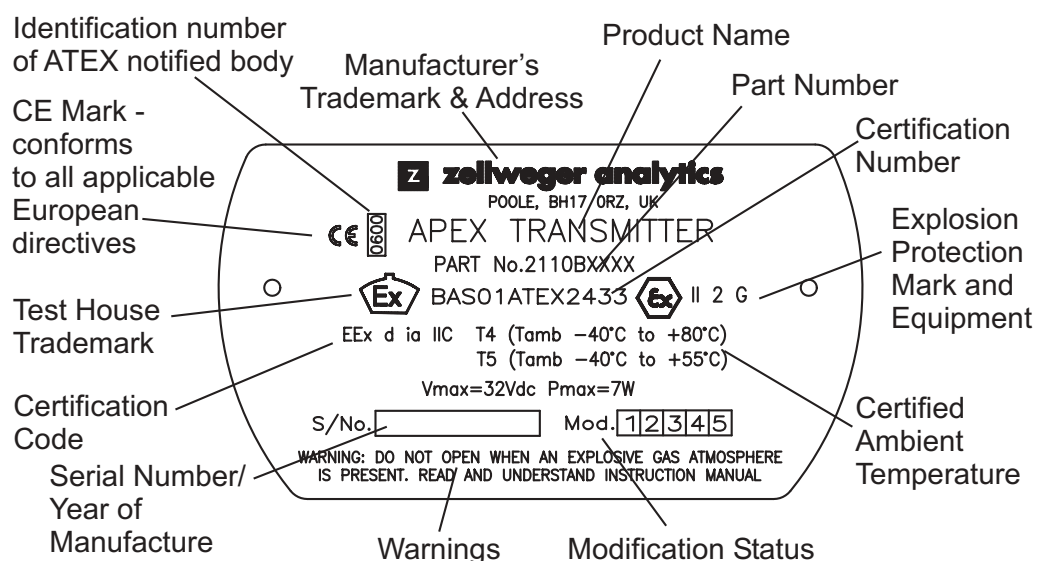 Identification number
of ATEX notified body
Manufacturer's
Trademark & Address
Product Name
Part Number
CE Mark -
conforms
to all applicable
European
directives
Certification
Number
Explosion
Protection
Mark and
Equipment
Test House
Trademark
Certification
Code
Serial Number/
Year of
Manufacture
Warnings
Modification Status
Certified
Ambient
Temperature
Z zellweger analytics
POOLE, BH17 0RZ, UK
CE 0600 APEX TRANSMITTER
PART No.2110BXXXX
Ex BAS01ATEX2433 Ex II 2 G
EEx d ia IIC T4 (Tamb -40°C to +80°C)
T5 (Tamb -40°C to +55°C)
Vmax=32Vdc Pmax=7W
S/No. Mod. 1 2 3 4 5
WARNING: DO NOT OPEN WHEN AN EXPLOSIVE GAS ATMOSPHERE
IS PRESENT. READ AND UNDERSTAND INSTRUCTION MANUAL